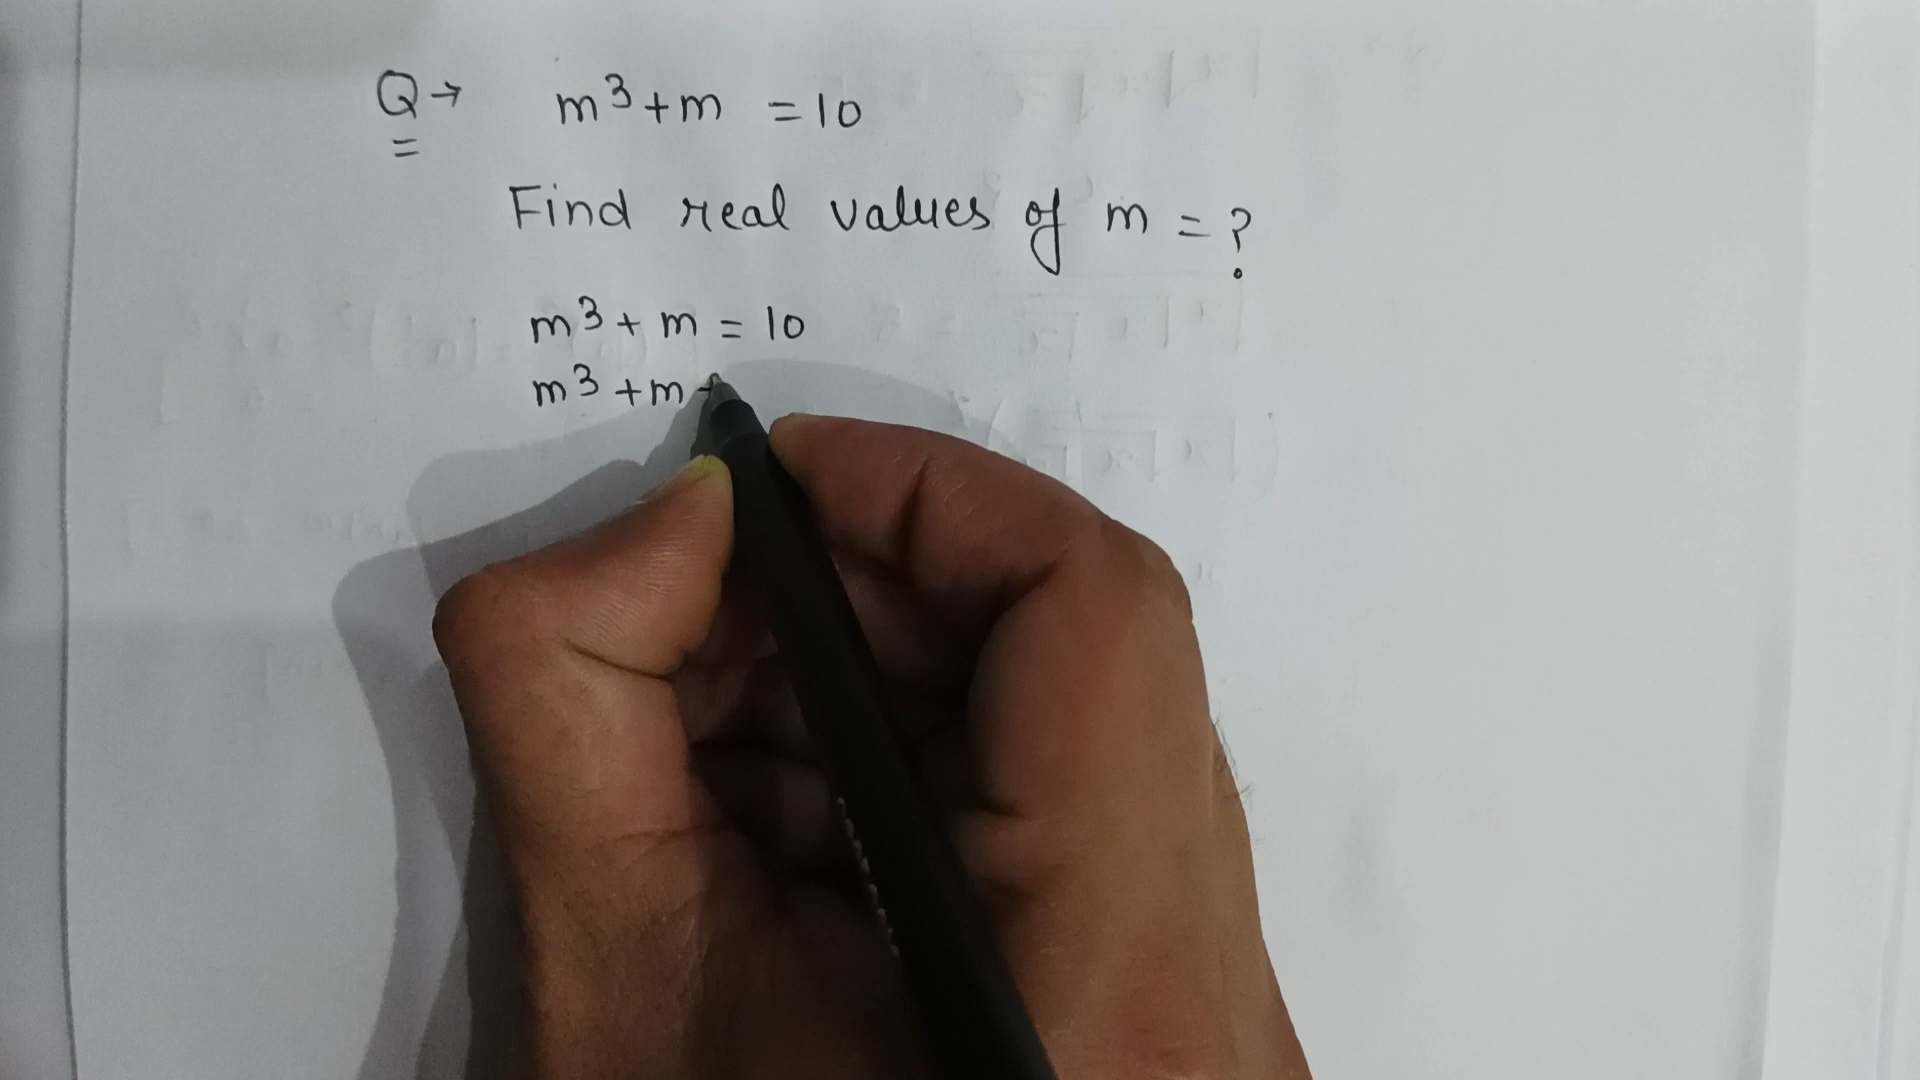 Q → m³ + m = 10
Find real values of m = ?
m³ + m = 10
m³ + m -